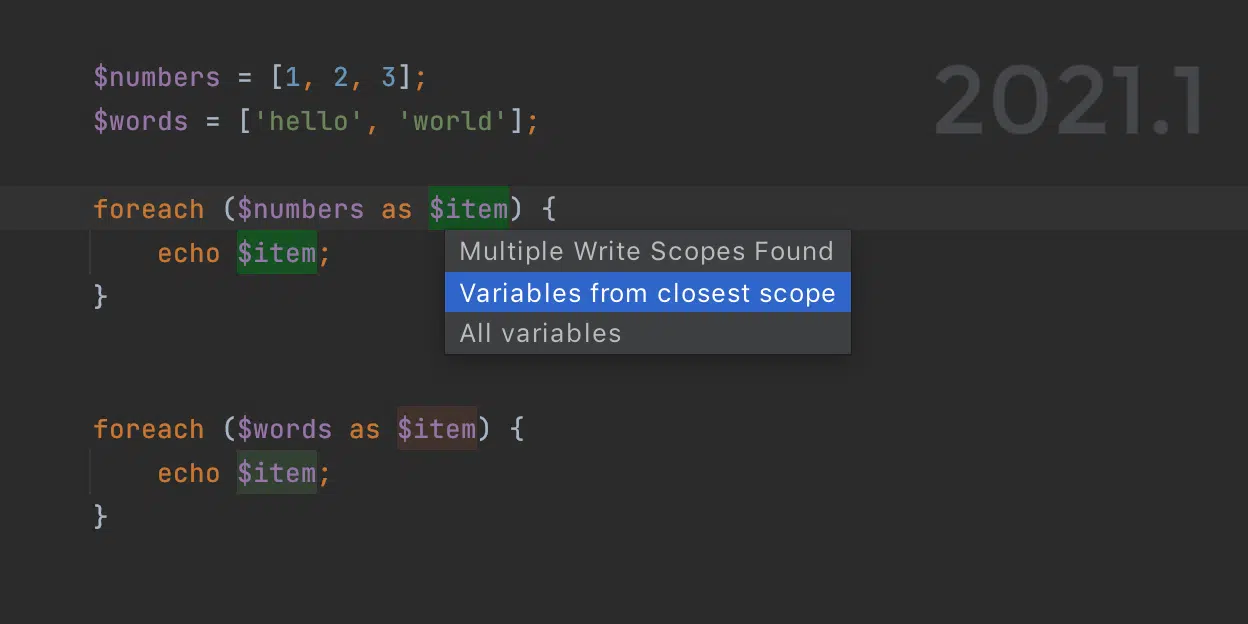 $numbers = [1, 2, 3];
2021.1
$words = ['hello', 'world'];
foreach ($numbers as $item) {
echo $item;
}
Multiple Write Scopes Found
Variables from closest scope
All variables
foreach ($words as $item) {
echo $item;
}